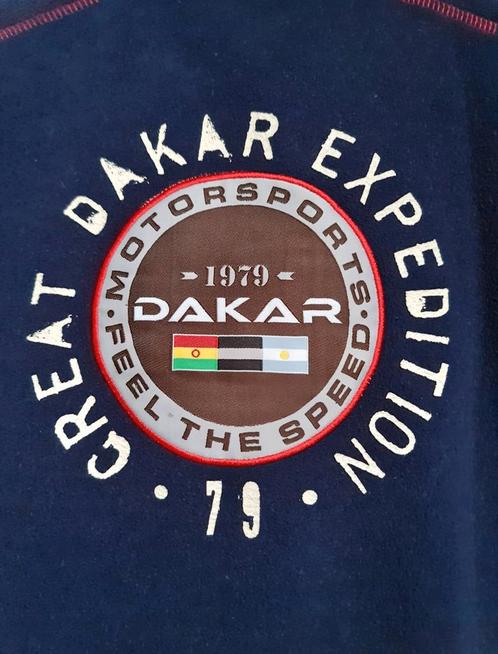 GREAT DAKAR EXPEDITION
· 79 ·
· MOTORSPORTS ·
1979
DAKAR
FEEL THE SPEED